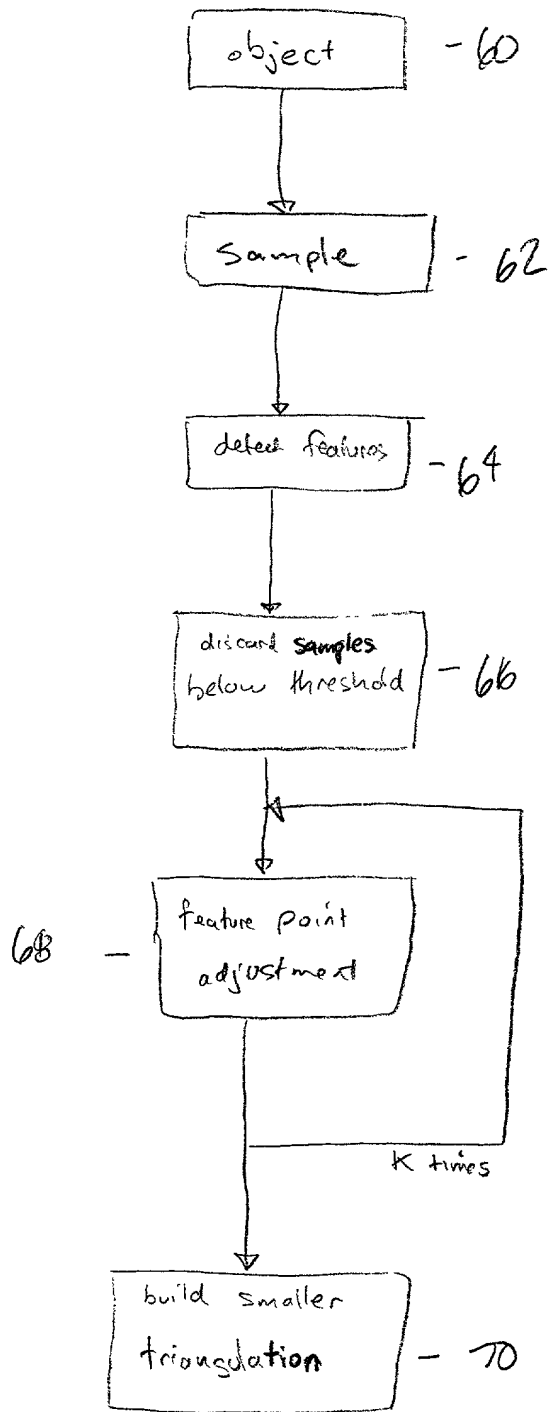 object - 60
sample - 62
detect features - 64
discard samples - 66
below threshold
68 - feature point
adjustment
K times
build smaller
triangulation - 70